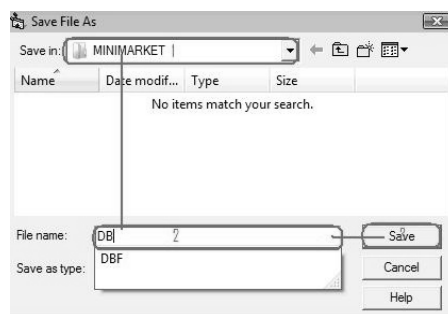 Save File As
Save in: MINIMARKET
Name Date modif... Type Size
No items match your search.
File name: DB 2 Save
DBF
Save as type: Cancel
Help